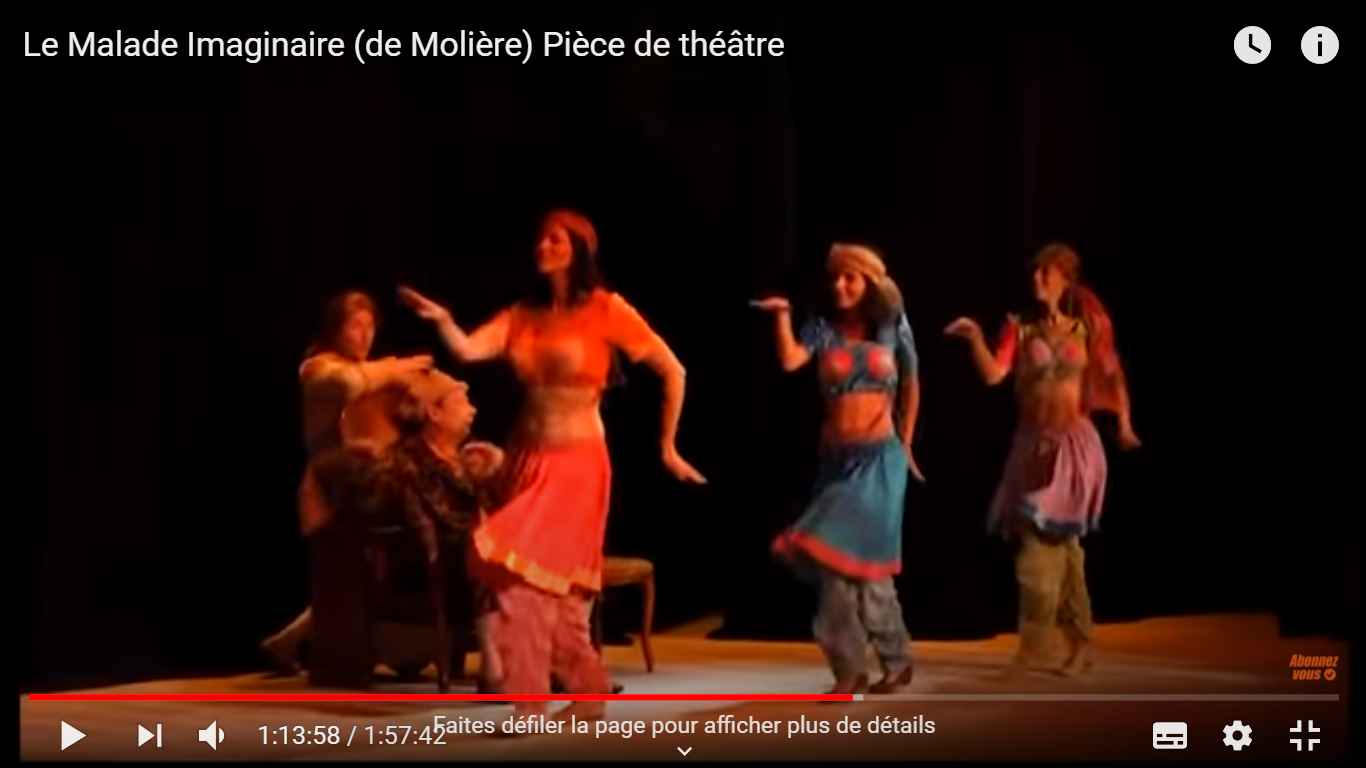 Le Malade Imaginaire (de Molière) Pièce de théâtre
Abonnez
vous
1:13:58 / 1:57:42
Faites défiler la page pour afficher plus de détails